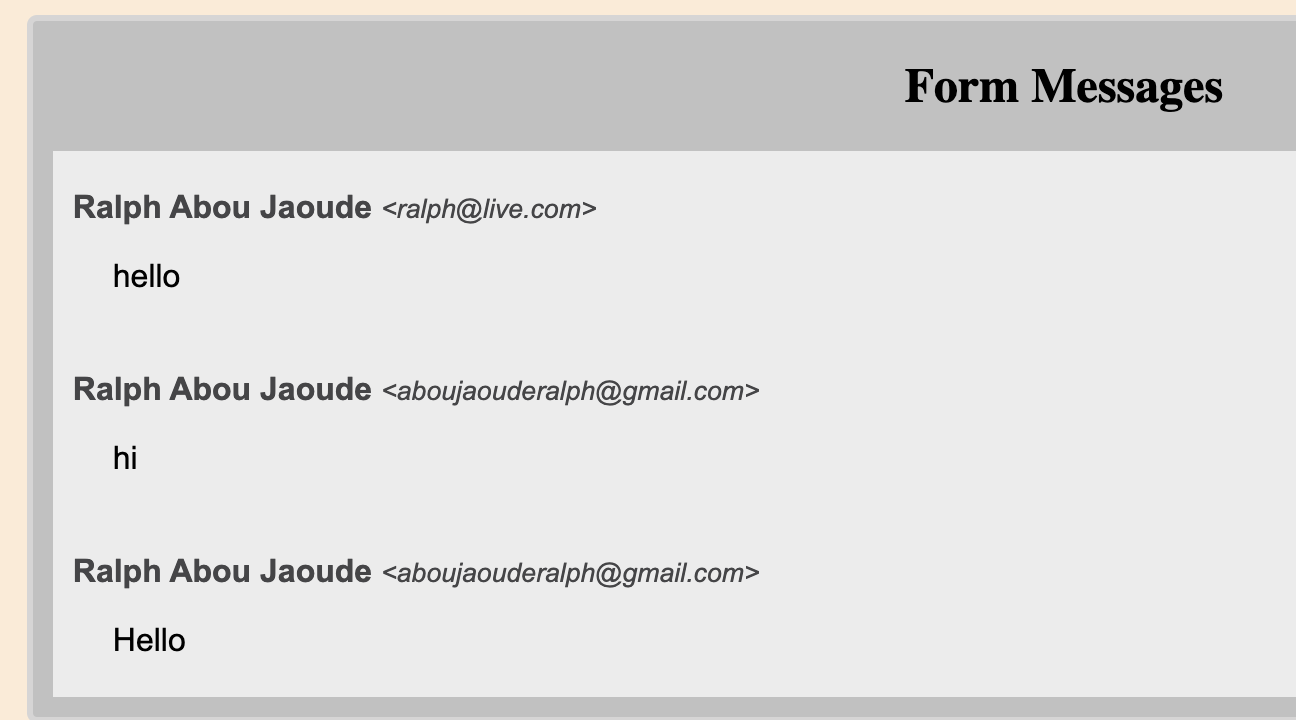 Form Messages
Ralph Abou Jaoude <ralph@live.com>
hello
Ralph Abou Jaoude <aboujaouderalph@gmail.com>
hi
Ralph Abou Jaoude <aboujaouderalph@gmail.com>
Hello